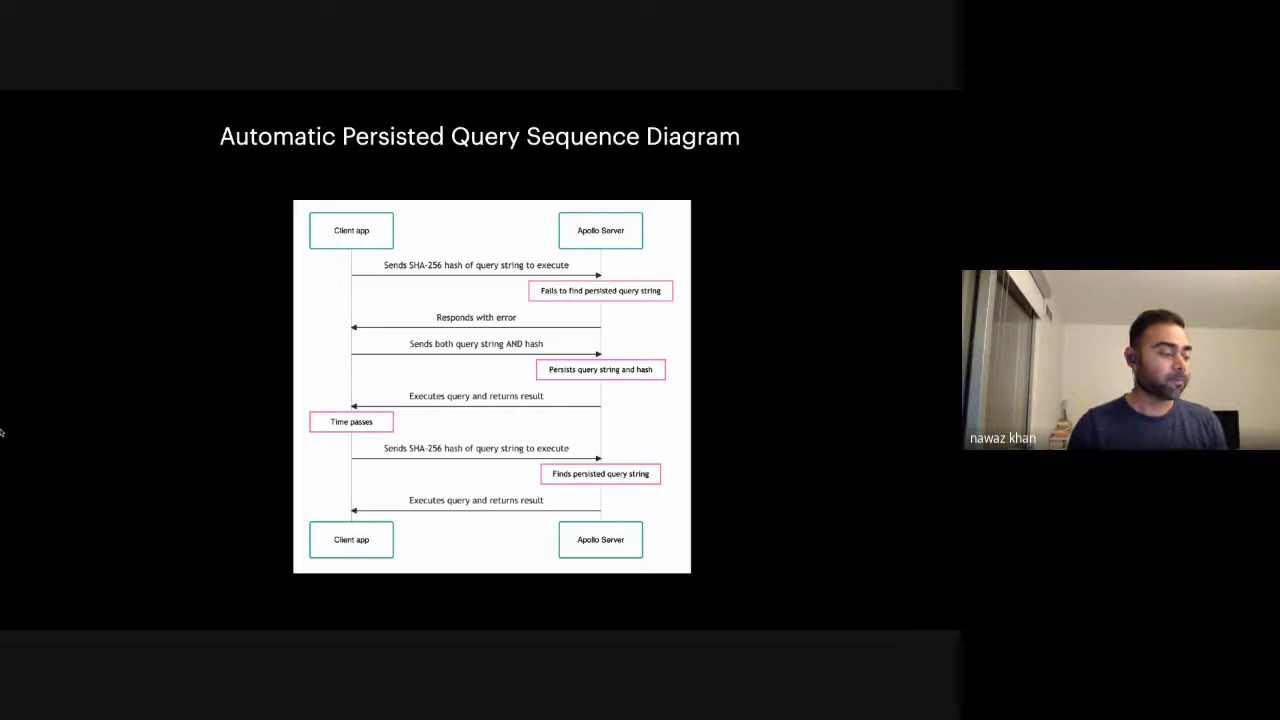 Automatic Persisted Query Sequence Diagram
Client app
Apollo Server
Sends SHA-256 hash of query string to execute
Fails to find persisted query string
Responds with error
Sends both query string AND hash
Persists query string and hash
Executes query and returns result
Time passes
Sends SHA-256 hash of query string to execute
Finds persisted query string
Executes query and returns result
Client app
Apollo Server
nawaz khan